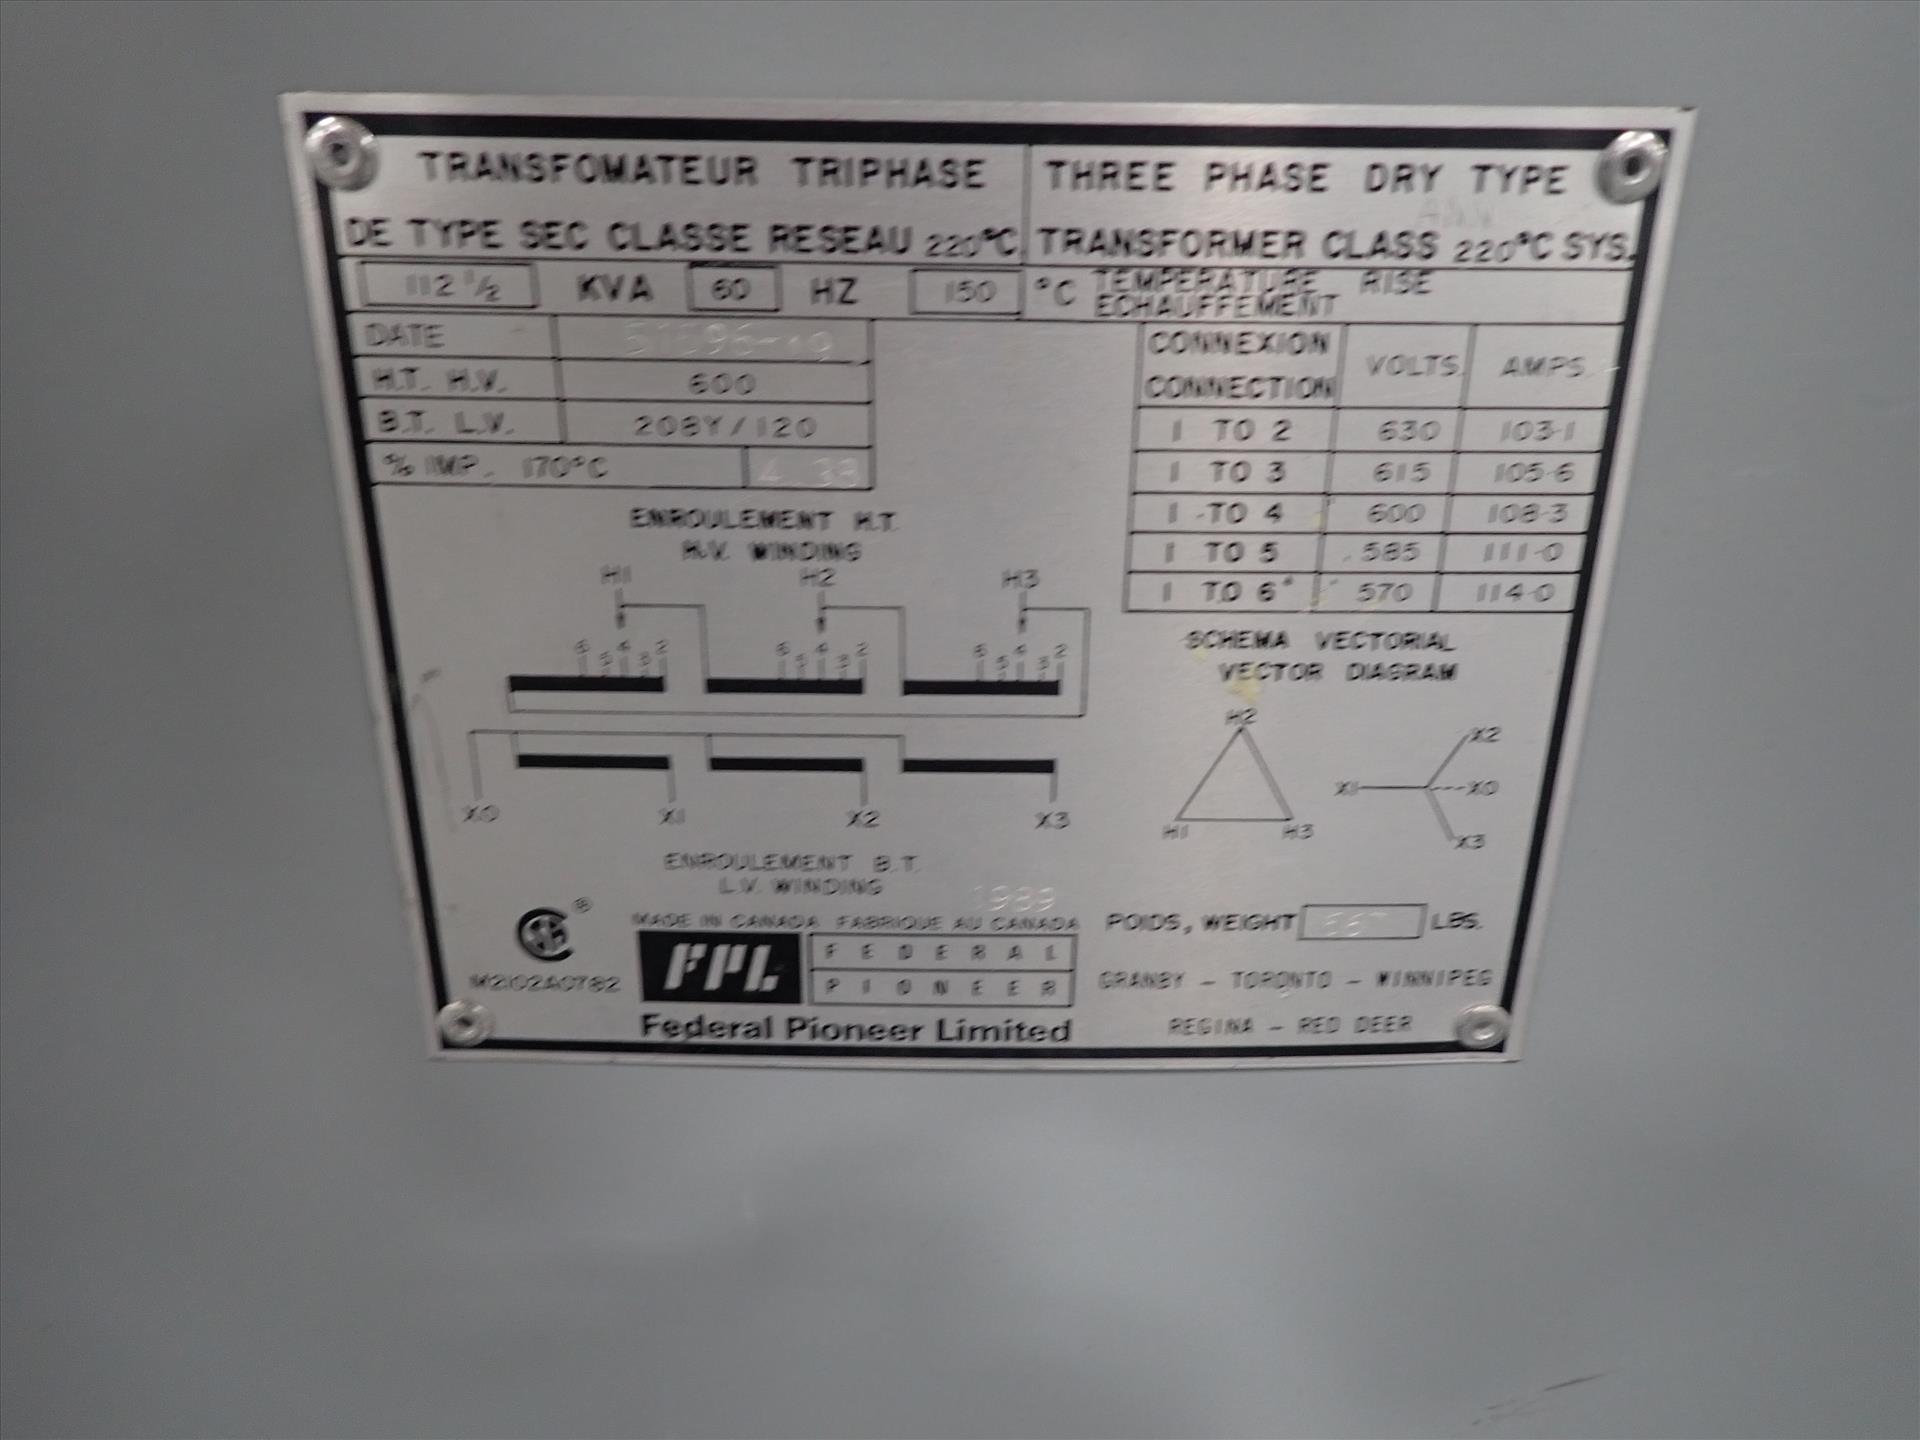 TRANSFOMATEUR TRIPHASE
DE TYPE SEC CLASSE RESEAU 220°C
THREE PHASE DRY TYPE
TRANSFORMER CLASS 220°C SYS.
112 1/2 KVA 60 HZ 150 °C TEMPERATURE RISE
ECHAUFFEMENT
DATE
H.T. H.V. 600
B.T. L.V. 208Y/120
% IMP. 170°C
CONNEXION
CONNECTION VOLTS. AMPS.
1 TO 2 630 103·1
1 TO 3 615 105·6
1 TO 4 600 108·3
1 TO 5 585 111·0
1 TO 6 570 114·0
ENROULEMENT H.T.
H.V. WINDING
H1 H2 H3
6 5 4 3 2 6 5 4 3 2 6 5 4 3 2
X0 X1 X2 X3
ENROULEMENT B.T.
L.V. WINDING
SCHEMA VECTORIAL
VECTOR DIAGRAM
H2
H1 H3
X2
X1 X0
X3
1989
MADE IN CANADA FABRIQUE AU CANADA
®
M2102A0782
FPL
FEDERAL
PIONEER
Federal Pioneer Limited
POIDS, WEIGHT LBS.
GRANBY – TORONTO – WINNIPEG
REGINA – RED DEER